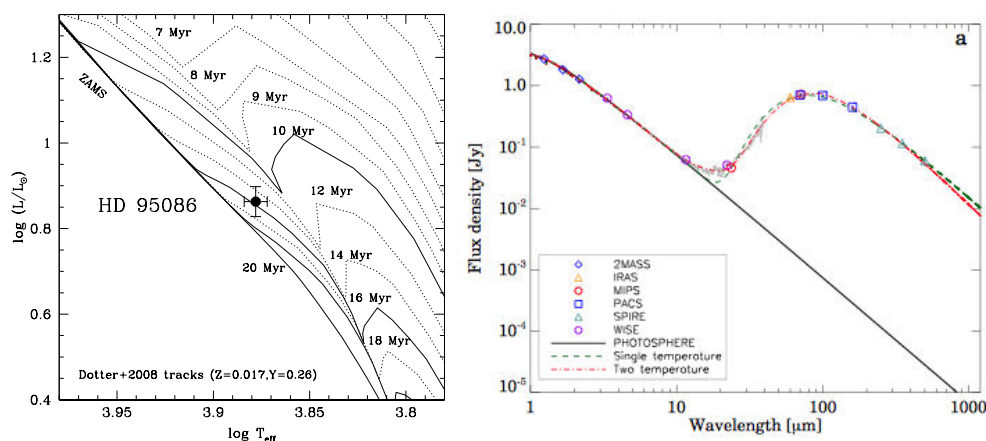 7 Myr
8 Myr
9 Myr
10 Myr
12 Myr
14 Myr
16 Myr
18 Myr
20 Myr
ZAMS
HD 95086
Dotter+2008 tracks (Z=0.017,Y=0.26)
1.2
1
0.8
0.6
0.4
log (L/L⊙)
3.95
3.9
3.85
3.8
log T_eff
a
10.0
1.0
10^-1
10^-2
10^-3
10^-4
10^-5
Flux density [Jy]
2MASS
IRAS
MIPS
PACS
SPIRE
WISE
PHOTOSPHERE
Single temperature
Two temperature
1
10
100
1000
Wavelength [μm]